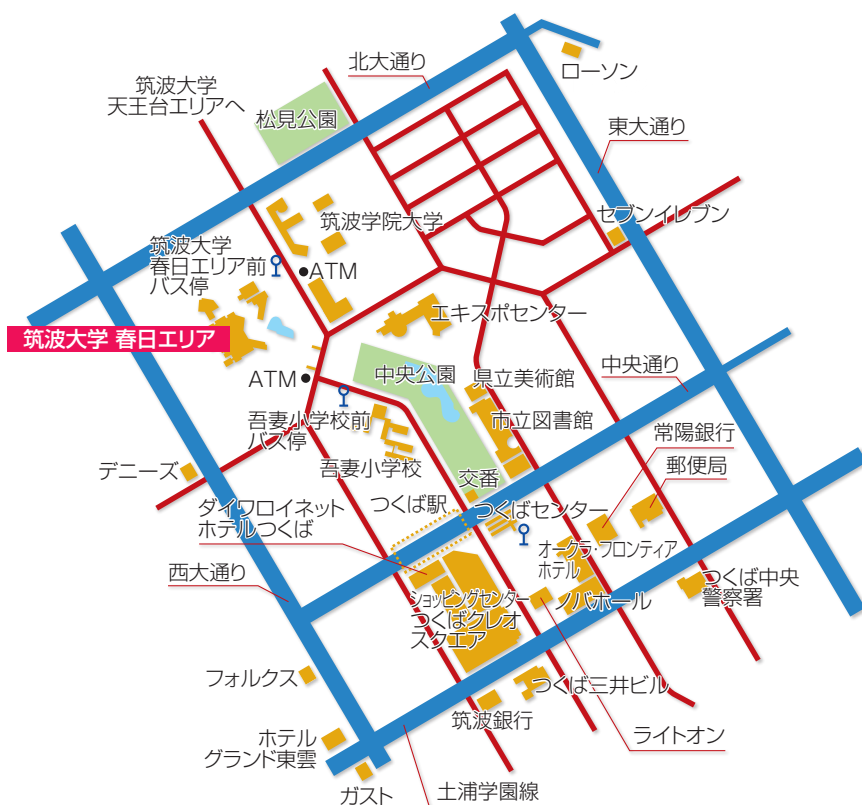 ローソン
北大通り
筑波大学
天王台エリアへ
松見公園
東大通り
セブンイレブン
筑波学院大学
筑波大学
春日エリア前
バス停
ATM
エキスポセンター
筑波大学 春日エリア
中央公園
中央通り
ATM
県立美術館
吾妻小学校前
バス停
市立図書館
常陽銀行
吾妻小学校
郵便局
デニーズ
交番
ダイワロイネット
ホテルつくば
つくば駅
つくばセンター
オークラ・フロンティア
ホテル
西大通り
つくば中央
警察署
ショッピングセンター
つくばクレオ
スクエア
ノバホール
フォルクス
つくば三井ビル
筑波銀行
ライトオン
ホテル
グランド東雲
ガスト
土浦学園線